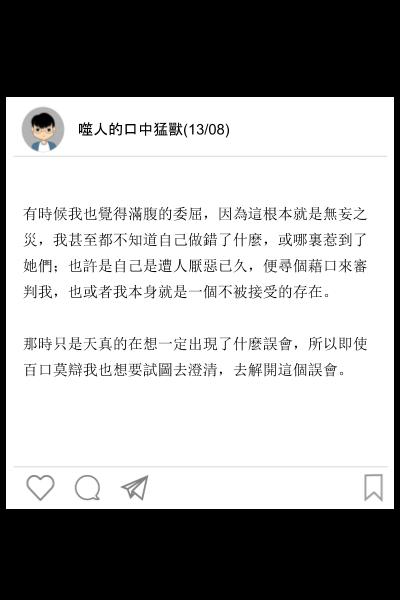 噬人的口中猛獸(13/08)
有時候我也覺得滿腹的委屈，因為這根本就是無妄之
災，我甚至都不知道自己做錯了什麼，或哪裏惹到了
她們；也許是自己是遭人厭惡已久，便尋個藉口來審
判我，也或者我本身就是一個不被接受的存在。
那時只是天真的在想一定出現了什麼誤會，所以即使
百口莫辯我也想要試圖去澄清，去解開這個誤會。